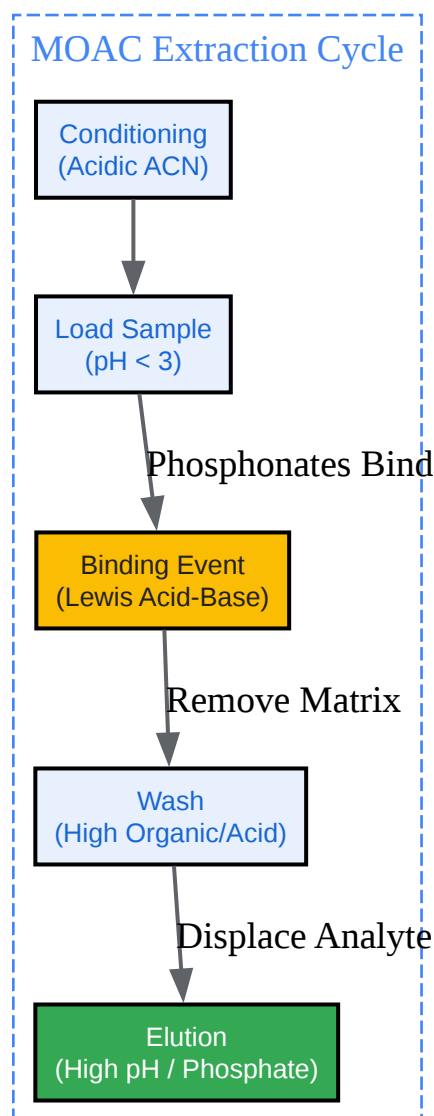 MOAC Extraction Cycle
Conditioning
(Acidic ACN)
Load Sample
(pH < 3)
Phosphonates Bind
Binding Event
(Lewis Acid-Base)
Remove Matrix
Wash
(High Organic/Acid)
Displace Analyte
Elution
(High pH / Phosphate)